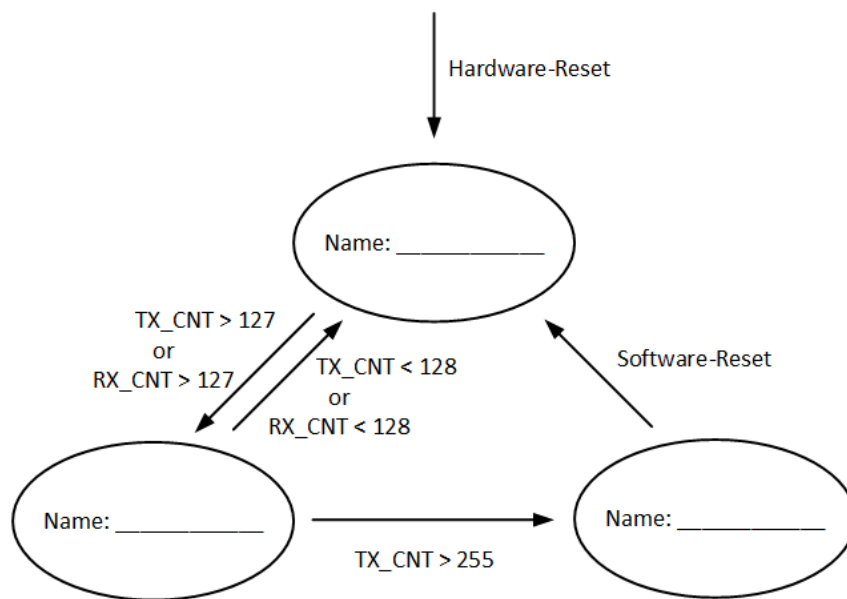 Hardware-Reset
Name: ____________
TX_CNT > 127
or
RX_CNT > 127
TX_CNT < 128
or
RX_CNT < 128
Software-Reset
Name: ____________
Name: ____________
TX_CNT > 255